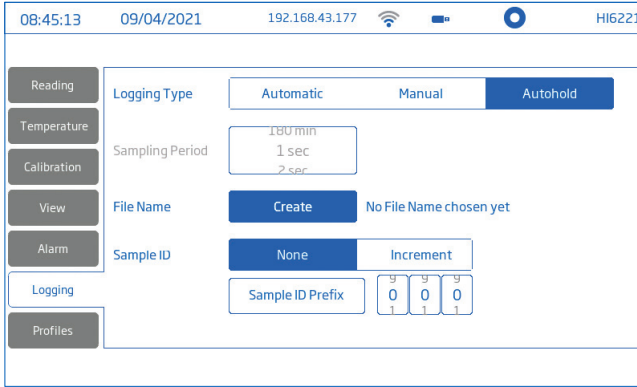 08:45:13 09/04/2021 192.168.43.177 HI6221
Reading
Temperature
Calibration
View
Alarm
Logging
Profiles
Logging Type Automatic Manual Autohold
Sampling Period 180 min
1 sec
2 sec
File Name Create No File Name chosen yet
Sample ID None Increment
Sample ID Prefix 9 9 9
0 0 0
1 1 1